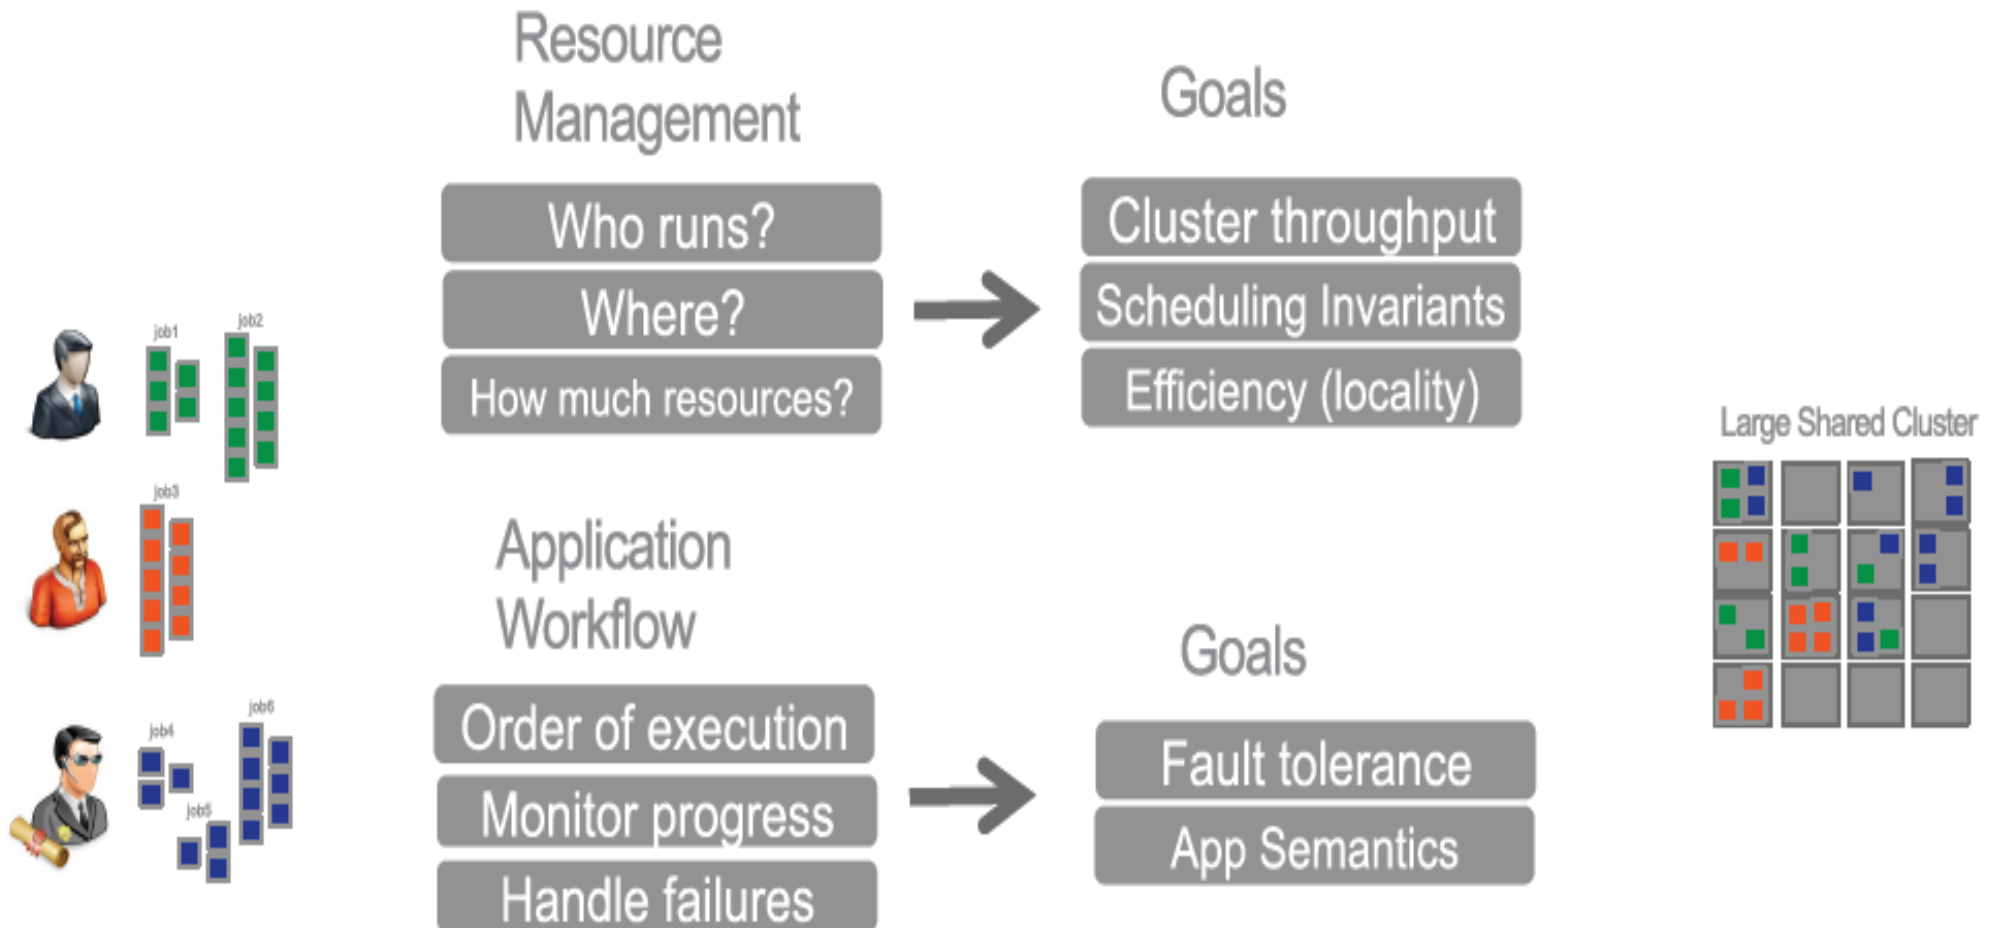 Resource
Management
Goals
Who runs?
Where?
How much resources?
Cluster throughput
Scheduling Invariants
Efficiency (locality)
job1
job2
job3
Large Shared Cluster
Application
Workflow
Goals
Order of execution
Monitor progress
Handle failures
Fault tolerance
App Semantics
job4
job5
job6